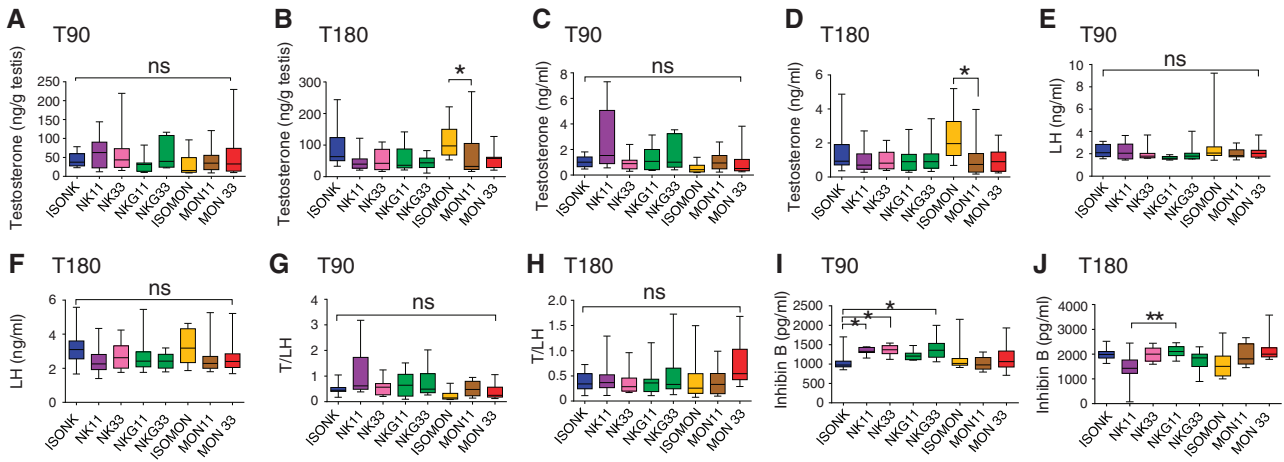 A T90
Testosterone (ng/g testis)
250
200
150
100
50
0
ns
ISONK NK11 NK33 NKG11 NKG33 ISOMON MON11 MON 33
B T180
Testosterone (ng/g testis)
300
200
100
0
*
ISONK NK11 NK33 NKG11 NKG33 ISOMON MON11 MON 33
C T90
Testosterone (ng/ml)
8
6
4
2
0
ns
ISONK NK11 NK33 NKG11 NKG33 ISOMON MON11 MON 33
D T180
Testosterone (ng/ml)
6
4
2
0
*
ISONK NK11 NK33 NKG11 NKG33 ISOMON MON11 MON 33
E T90
LH (ng/ml)
10
8
6
4
2
0
ns
ISONK NK11 NK33 NKG11 NKG33 ISOMON MON11 MON 33
F T180
LH (ng/ml)
6
4
2
0
ns
ISONK NK11 NK33 NKG11 NKG33 ISOMON MON11 MON 33
G T90
T/LH
4
3
2
1
0
ns
ISONK NK11 NK33 NKG11 NKG33 ISOMON MON11 MON 33
H T180
T/LH
2.0
1.5
1.0
0.5
0.0
ns
ISONK NK11 NK33 NKG11 NKG33 ISOMON MON11 MON 33
I T90
Inhibin B (pg/ml)
2500
2000
1500
1000
500
0
*
*
*
ISONK NK11 NK33 NKG11 NKG33 ISOMON MON11 MON 33
J T180
Inhibin B (pg/ml)
4000
3000
2000
1000
0
**
ISONK NK11 NK33 NKG11 NKG33 ISOMON MON11 MON 33